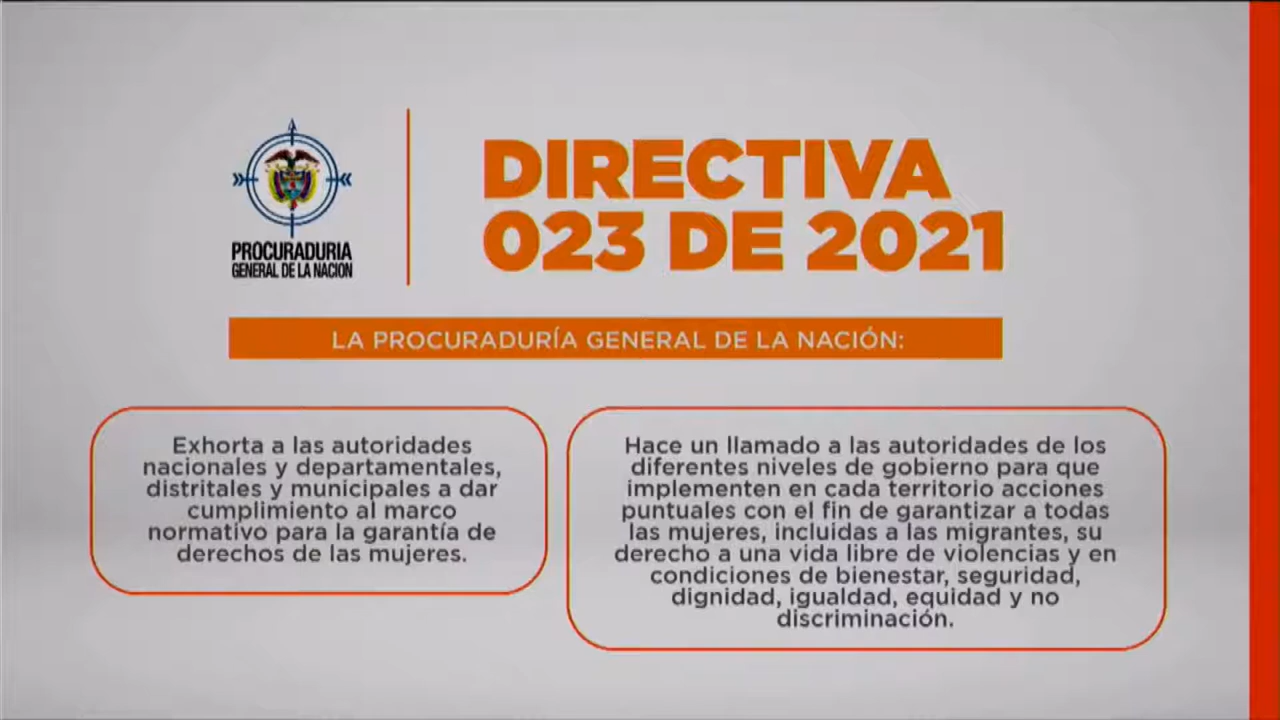 PROCURADURIA
GENERAL DE LA NACION
DIRECTIVA
023 DE 2021
LA PROCURADURÍA GENERAL DE LA NACIÓN:
Exhorta a las autoridades
nacionales y departamentales,
distritales y municipales a dar
cumplimiento al marco
normativo para la garantía de
derechos de las mujeres.
Hace un llamado a las autoridades de los
diferentes niveles de gobierno para que
implementen en cada territorio acciones
puntuales con el fin de garantizar a todas
las mujeres, incluidas a las migrantes, su
derecho a una vida libre de violencias y en
condiciones de bienestar, seguridad,
dignidad, igualdad, equidad y no
discriminación.